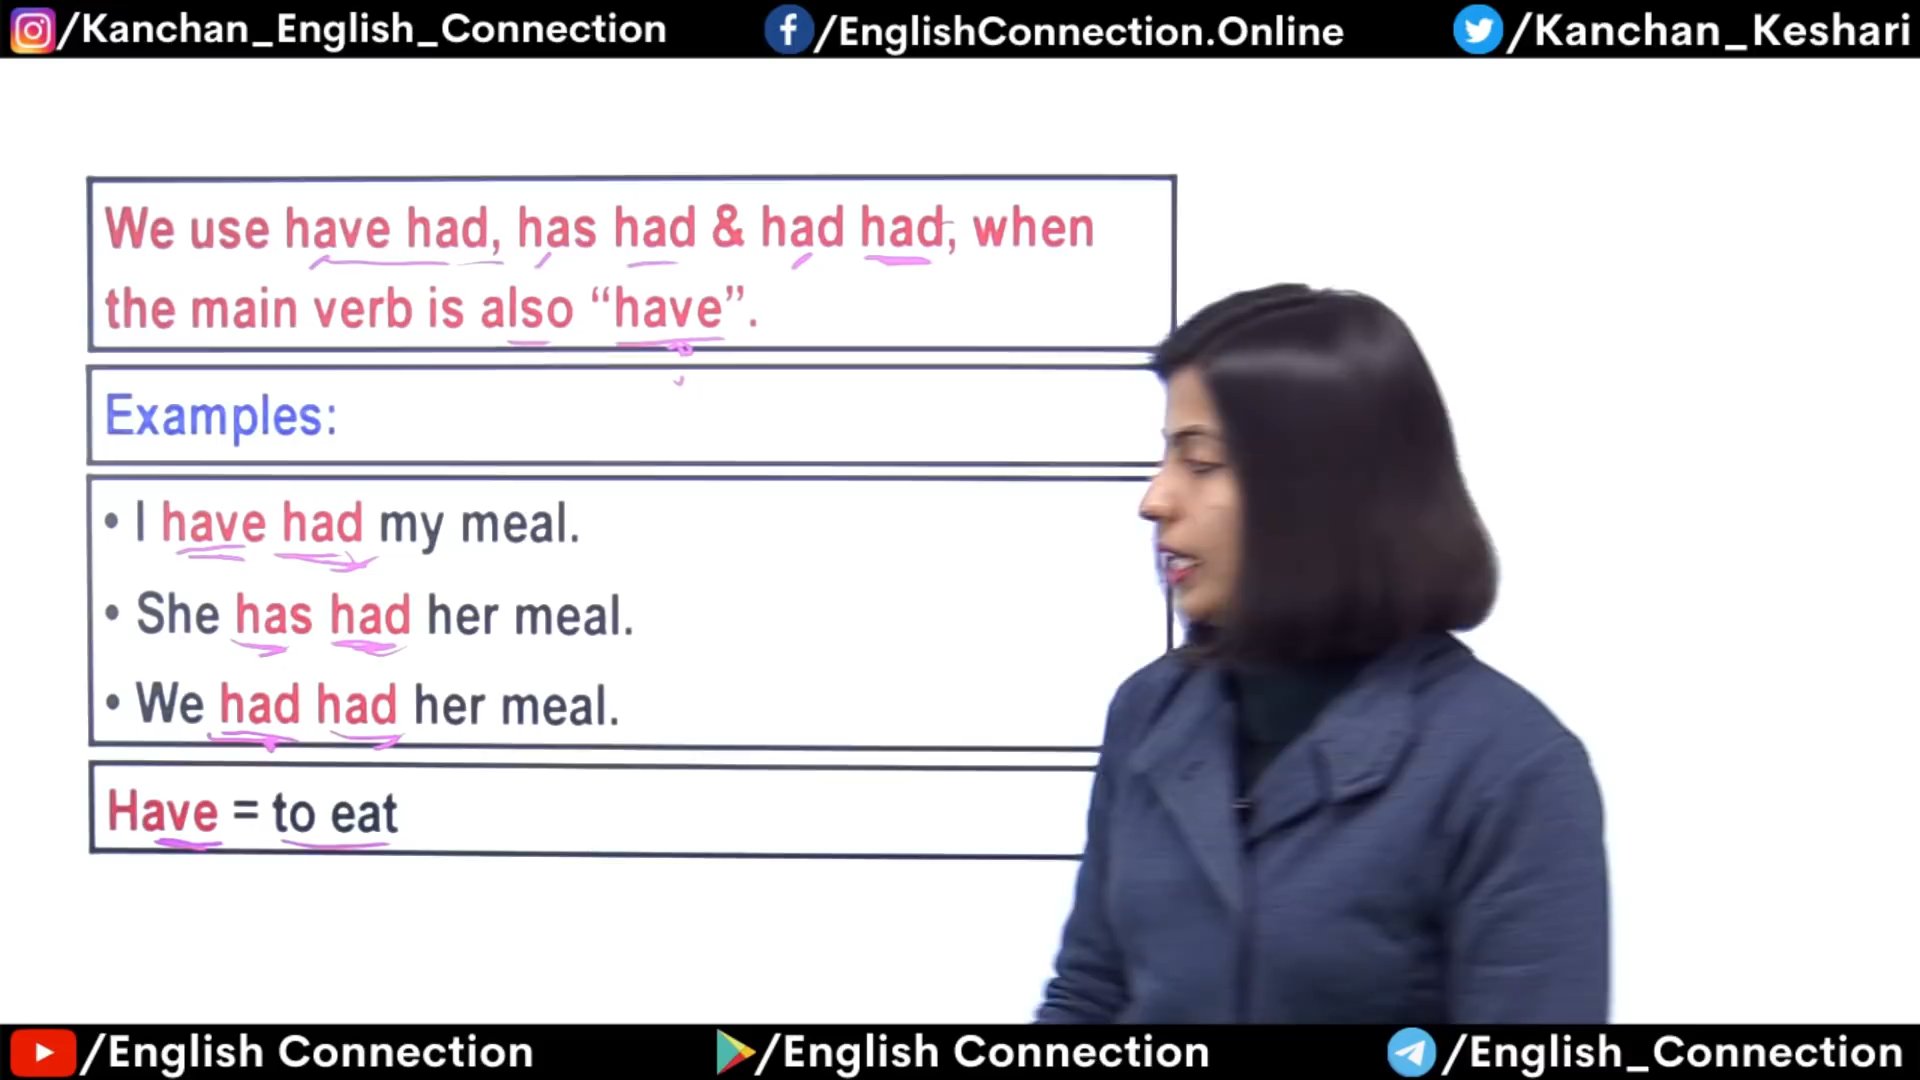 /Kanchan_English_Connection
/EnglishConnection.Online
/Kanchan_Keshari
We use have had, has had & had had, when
the main verb is also “have”.
Examples:
• I have had my meal.
• She has had her meal.
• We had had her meal.
Have = to eat
/English Connection
/English Connection
/English_Connection